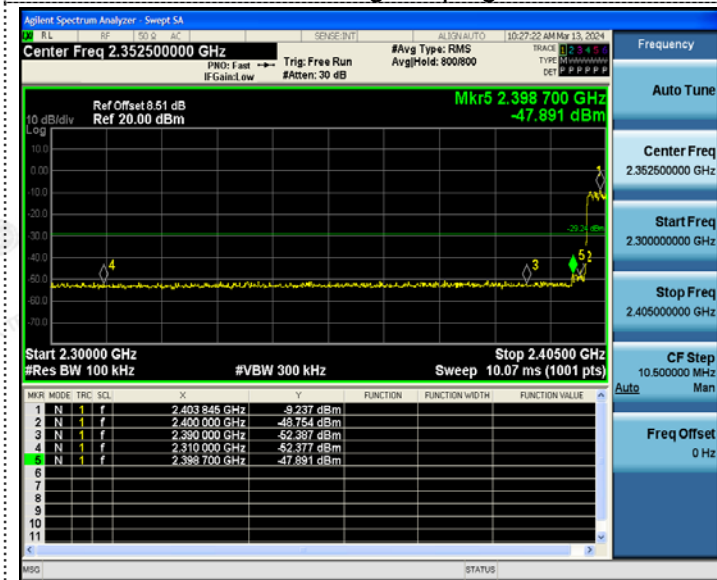 Agilent Spectrum Analyzer - Swept SA
RL RF 50 Ω AC SENSE:INT ALIGNAUTO 10:27:22 AM Mar 13, 2024
Center Freq 2.352500000 GHz
PNO: Fast
IFGain:Low
Trig: Free Run
#Atten: 30 dB
#Avg Type: RMS
Avg|Hold: 800/800
TRACE 1 2 3 4 5 6
TYPE M
DET P P P P P P
Mkr5 2.398 700 GHz
-47.891 dBm
Ref Offset 8.51 dB
10 dB/div Ref 20.00 dBm
Log
10.0
0.00
-10.0
-20.0
-30.0
-40.0
-50.0
-60.0
-70.0
-29.24 dBm
1
4
3
5 2
Start 2.30000 GHz Stop 2.40500 GHz
#Res BW 100 kHz #VBW 300 kHz Sweep 10.07 ms (1001 pts)
MKR MODE TRC SCL X Y FUNCTION FUNCTION WIDTH FUNCTION VALUE
1 N 1 f 2.403 845 GHz -9.237 dBm
2 N 1 f 2.400 000 GHz -48.754 dBm
3 N 1 f 2.390 000 GHz -52.387 dBm
4 N 1 f 2.310 000 GHz -52.377 dBm
5 N 1 f 2.398 700 GHz -47.891 dBm
6
7
8
9
10
11
MSG STATUS
Frequency
Auto Tune
Center Freq
2.352500000 GHz
Start Freq
2.300000000 GHz
Stop Freq
2.405000000 GHz
CF Step
10.500000 MHz
Auto Man
Freq Offset
0 Hz